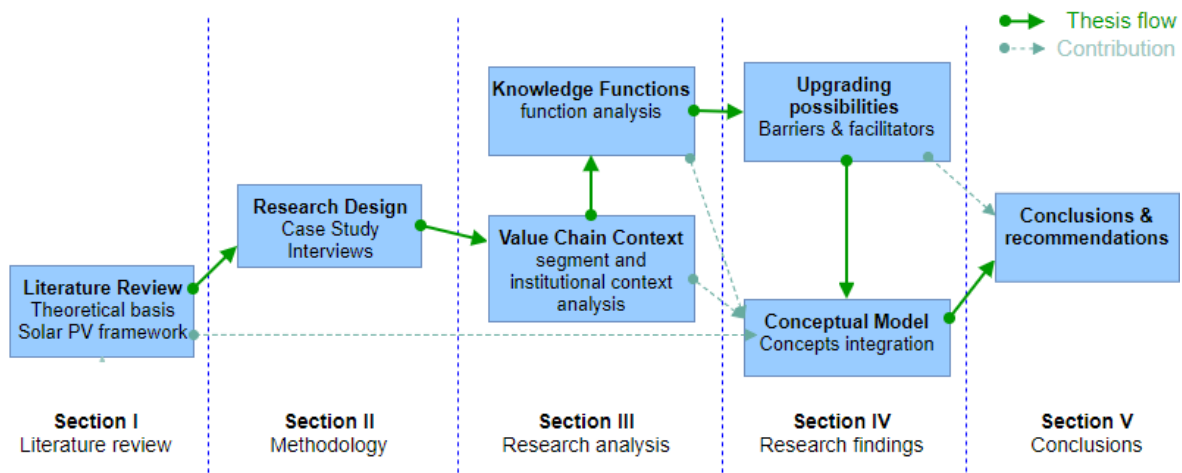 Thesis flow
Contribution
Knowledge Functions
function analysis
Upgrading
possibilities
Barriers & facilitators
Research Design
Case Study
Interviews
Value Chain Context
segment and
institutional context
analysis
Conclusions &
recommendations
Literature Review
Theoretical basis
Solar PV framework
Conceptual Model
Concepts integration
Section I
Literature review
Section II
Methodology
Section III
Research analysis
Section IV
Research findings
Section V
Conclusions